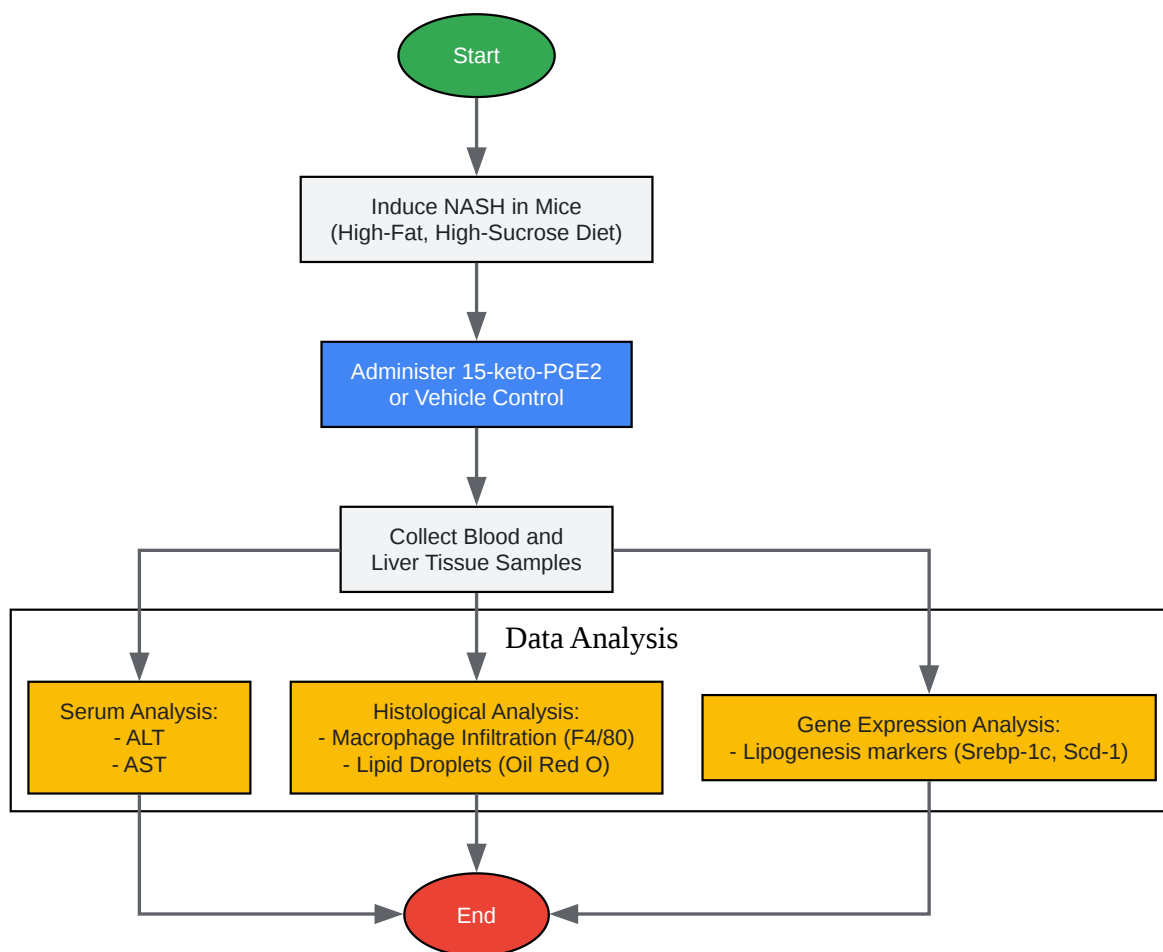 Start
Induce NASH in Mice
(High-Fat, High-Sucrose Diet)
Administer 15-keto-PGE2
or Vehicle Control
Collect Blood and
Liver Tissue Samples
Data Analysis
Serum Analysis:
- ALT
- AST
Histological Analysis:
- Macrophage Infiltration (F4/80)
- Lipid Droplets (Oil Red O)
Gene Expression Analysis:
- Lipogenesis markers (Srebp-1c, Scd-1)
End